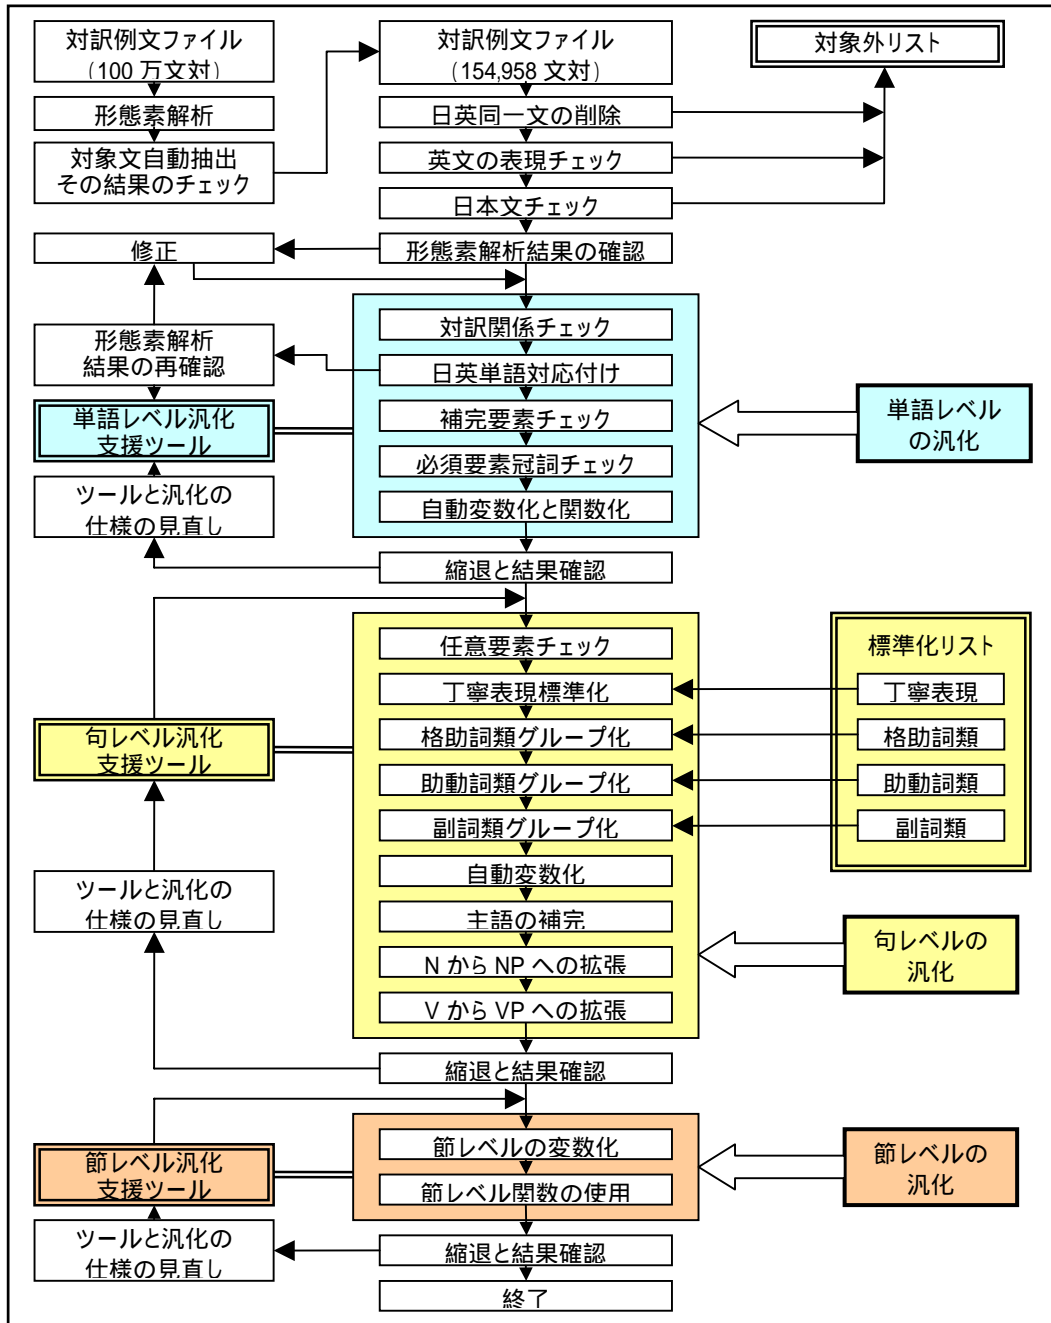 対訳例文ファイル
(100 万文対)
形態素解析
対象文自動抽出
その結果のチェック
対訳例文ファイル
(154,958 文対)
日英同一文の削除
英文の表現チェック
日本文チェック
形態素解析結果の確認
対象外リスト
修正
形態素解析
結果の再確認
単語レベル汎化
支援ツール
ツールと汎化の
仕様の見直し
対訳関係チェック
日英単語対応付け
補完要素チェック
必須要素冠詞チェック
自動変数化と関数化
単語レベル
の汎化
縮退と結果確認
任意要素チェック
丁寧表現標準化
格助詞類グループ化
助動詞類グループ化
副詞類グループ化
自動変数化
主語の補完
N から NP への拡張
V から VP への拡張
標準化リスト
丁寧表現
格助詞類
助動詞類
副詞類
句レベル汎化
支援ツール
ツールと汎化の
仕様の見直し
句レベルの
汎化
縮退と結果確認
節レベルの変数化
節レベル関数の使用
節レベル汎化
支援ツール
節レベルの
汎化
ツールと汎化の
仕様の見直し
縮退と結果確認
終了